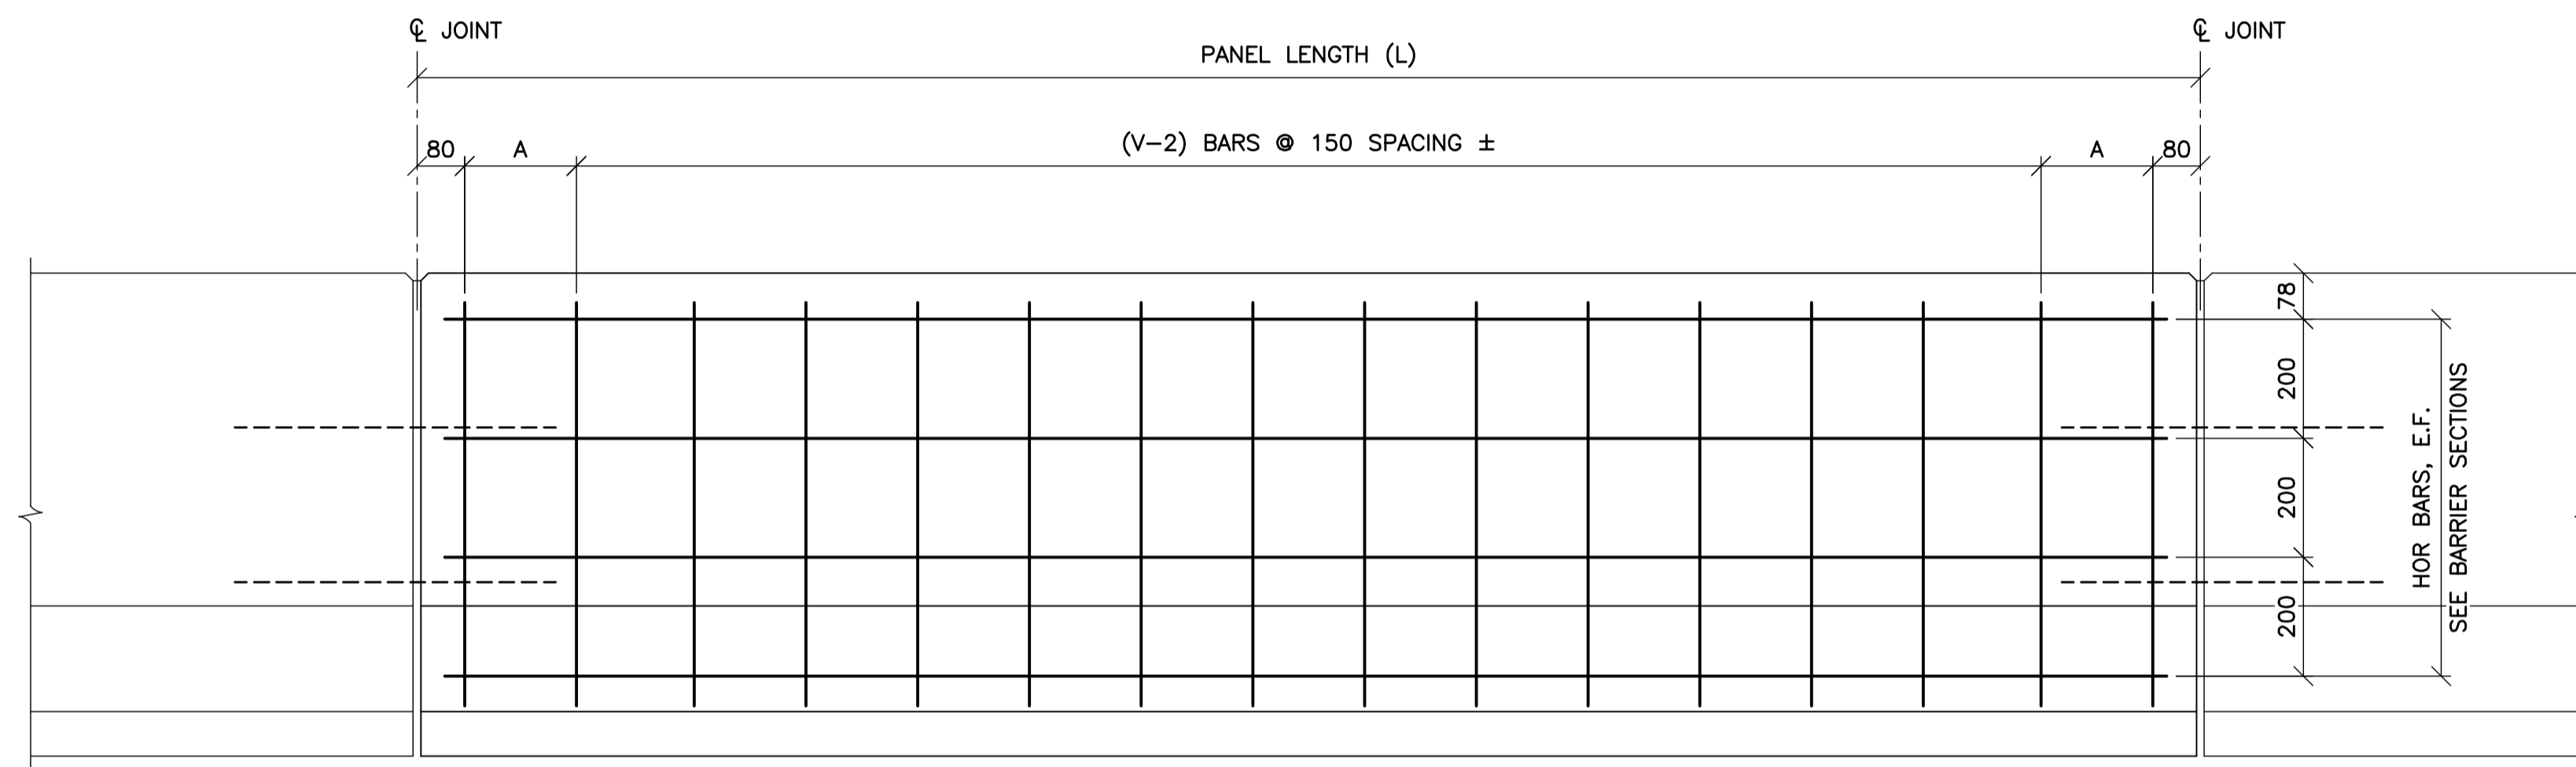 ℄ JOINT
℄ JOINT
PANEL LENGTH (L)
(V-2) BARS @ 150 SPACING ±
80
A
A
80
78
200
200
200
HOR BARS, E.F.
SEE BARRIER SECTIONS